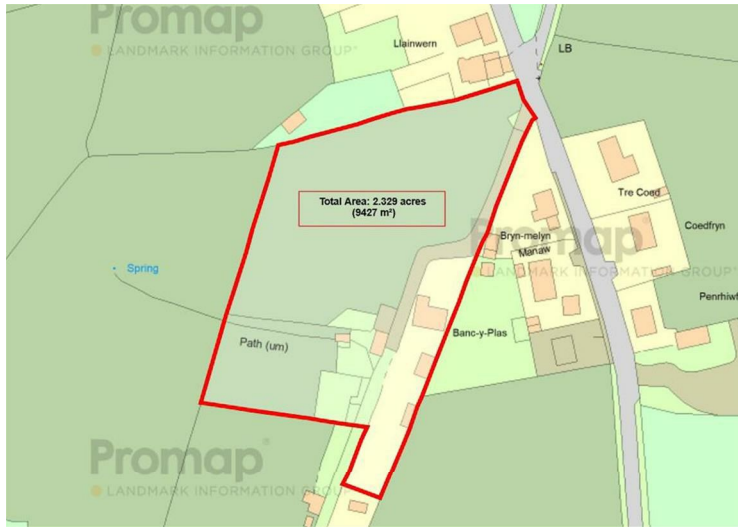 Promap
LANDMARK INFORMATION GROUP
Llainwern
LB
Total Area: 2.329 acres
(9427 m²)
Tre Coed
Promap
Coedfryn
Bryn-melyn
Manaw
LANDMARK INFORMATION GROUP
Spring
Banc-y-Plas
Path (um)
Promap
LANDMARK INFORMATION GROUP